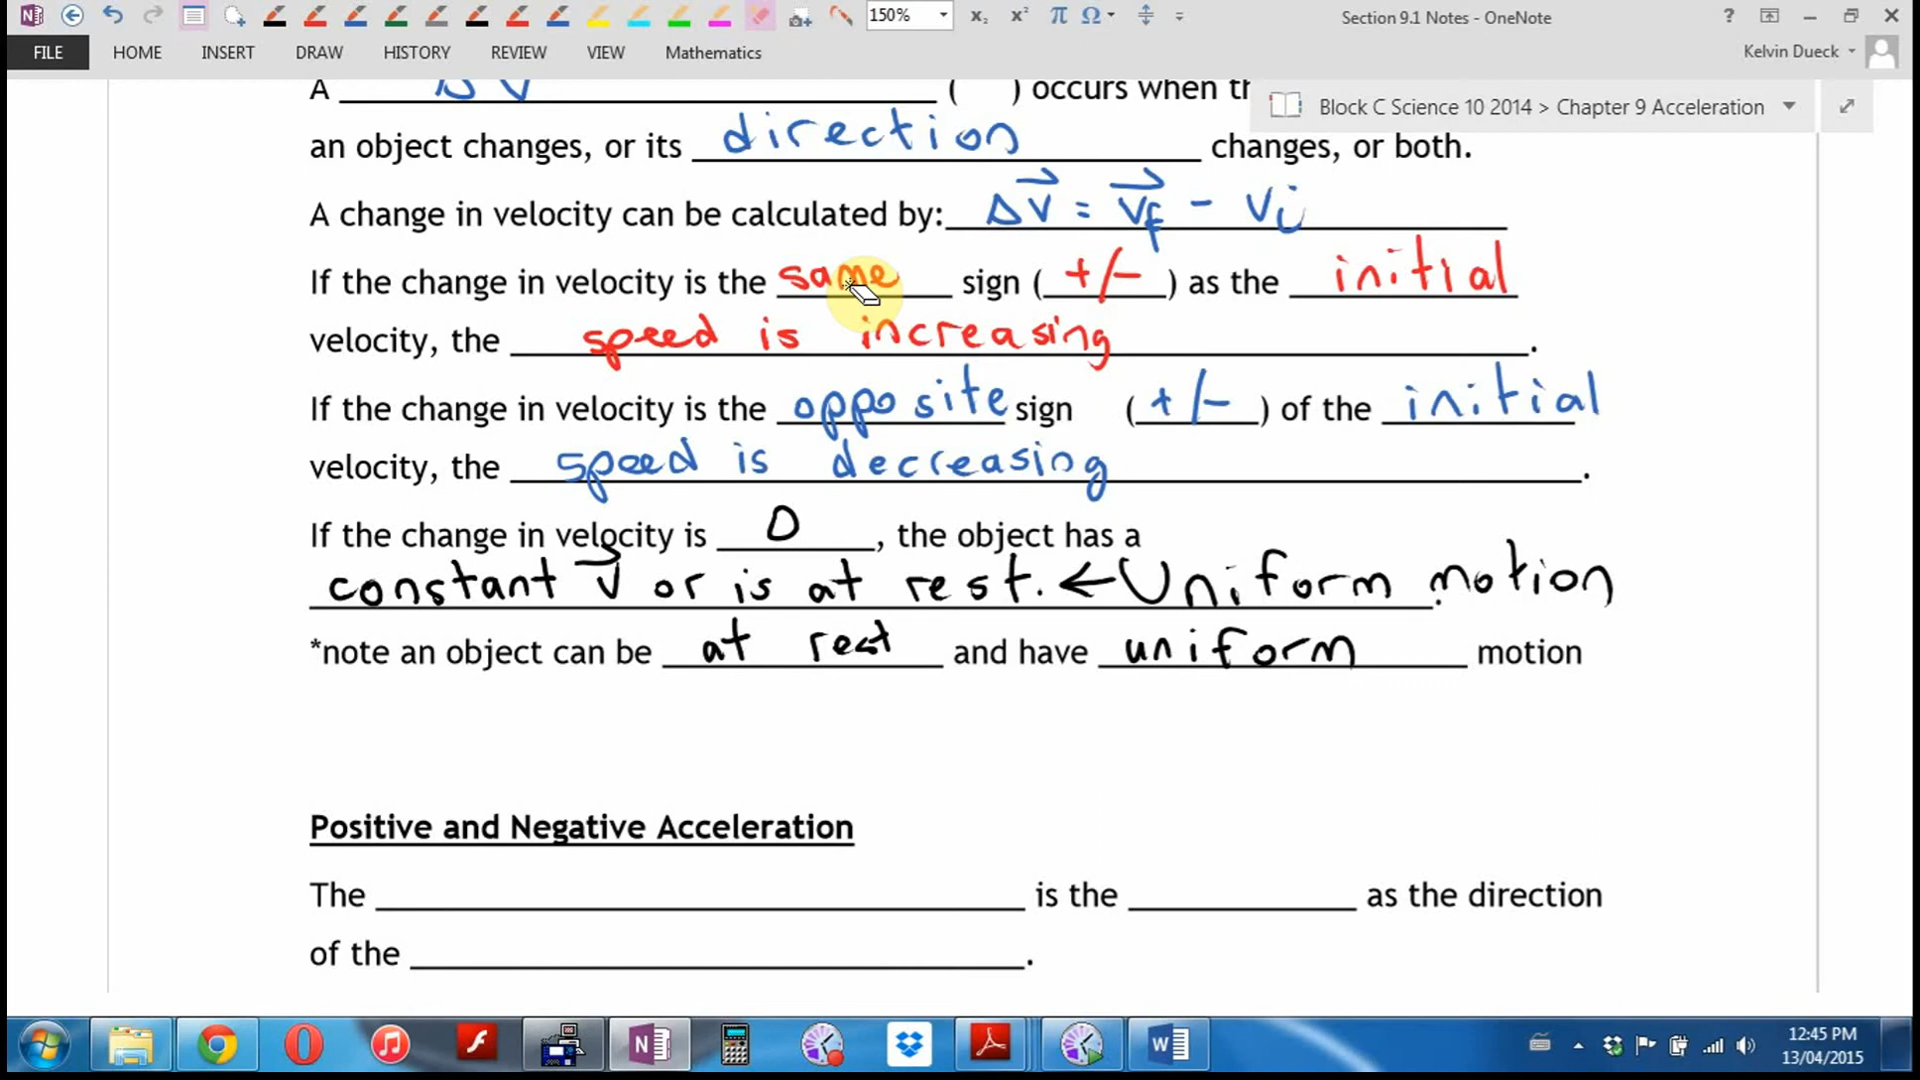 150% x₂ x² π Ω Section 9.1 Notes - OneNote ?
FILE HOME INSERT DRAW HISTORY REVIEW VIEW Mathematics Kelvin Dueck
A Δ V ( ) occurs when th
Block C Science 10 2014 > Chapter 9 Acceleration
an object changes, or its direction changes, or both.
A change in velocity can be calculated by: Δv⃗ = v⃗f - vi
If the change in velocity is the same sign (+/-) as the initial
velocity, the speed is increasing.
If the change in velocity is the opposite sign (+/-) of the initial
velocity, the speed is decreasing.
If the change in velocity is 0, the object has a
constant v⃗ or is at rest. ← Uniform motion
*note an object can be at rest and have uniform motion
Positive and Negative Acceleration
The ____ is the ____ as the direction
of the ____.
12:45 PM
13/04/2015